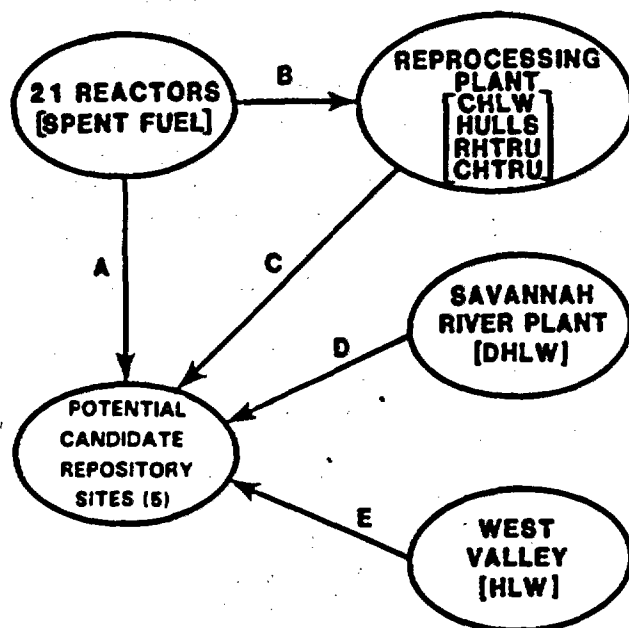 21 REACTORS
[SPENT FUEL]
B
REPROCESSING
PLANT
[CHLW
HULLS
RHTRU
CHTRU]
A
C
SAVANNAH
RIVER PLANT
[DHLW]
D
POTENTIAL
CANDIDATE
REPOSITORY
SITES (5)
E
WEST
VALLEY
[HLW]